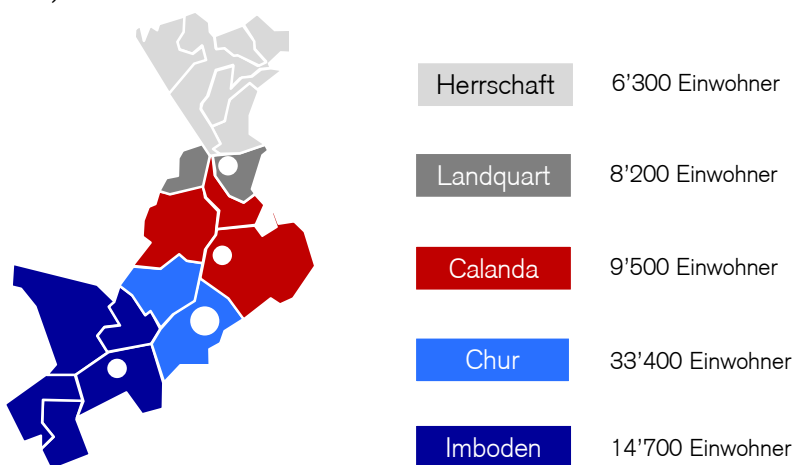 Herrschaft 6’300 Einwohner
Landquart 8’200 Einwohner
Calanda 9’500 Einwohner
Chur 33’400 Einwohner
Imboden 14’700 Einwohner